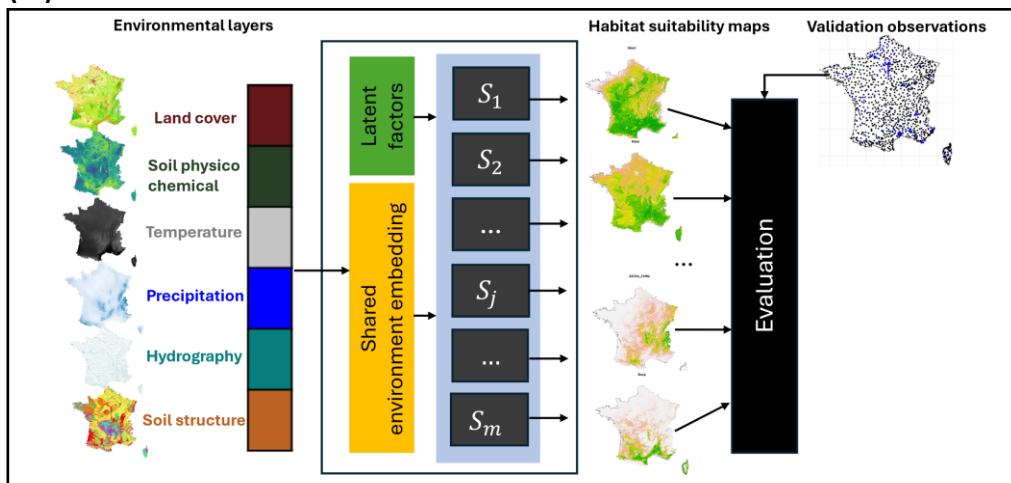 Environmental layers
Habitat suitability maps
Validation observations
Land cover
Soil physico
chemical
Temperature
Precipitation
Hydrography
Soil structure
Latent
factors
Shared
environment embedding
S1
S2
...
Sj
...
Sm
...
Evaluation